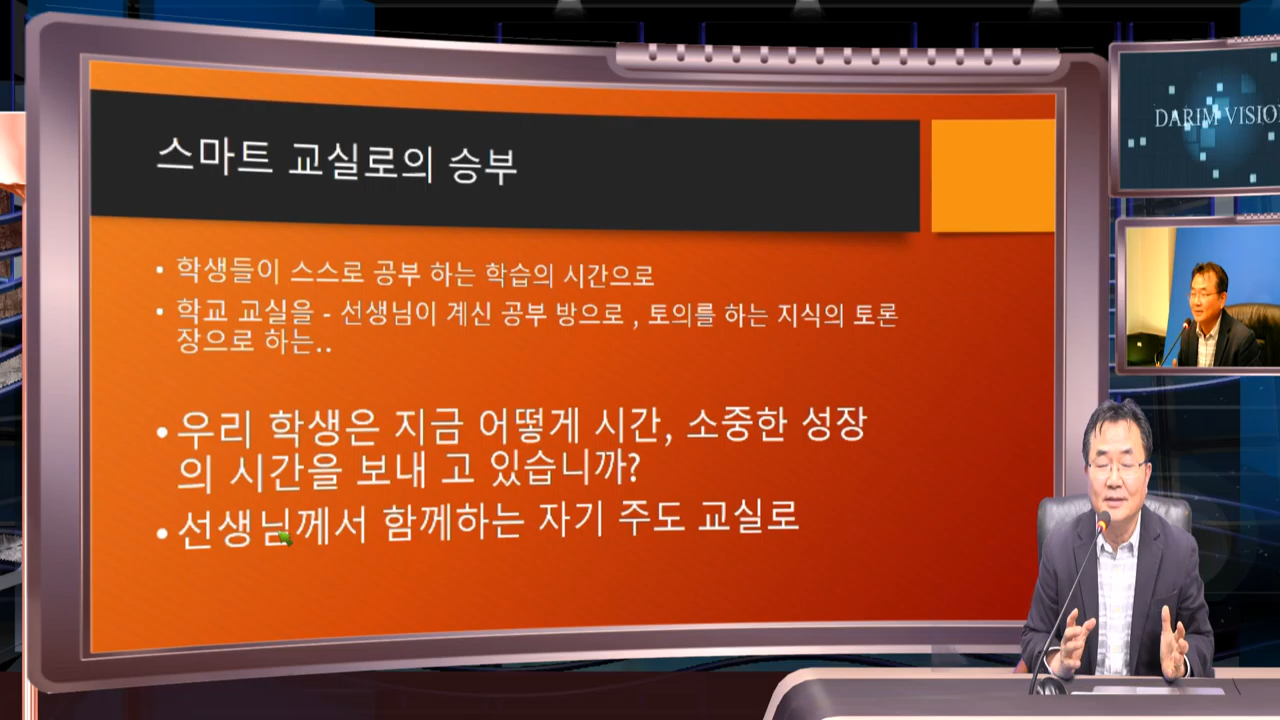 스마트 교실로의 승부
• 학생들이 스스로 공부 하는 학습의 시간으로
• 학교 교실을 - 선생님이 계신 공부 방으로 , 토의를 하는 지식의 토론
장으로 하는..
• 우리 학생은 지금 어떻게 시간, 소중한 성장
의 시간을 보내 고 있습니까?
• 선생님께서 함께하는 자기 주도 교실로
DARIM VISION